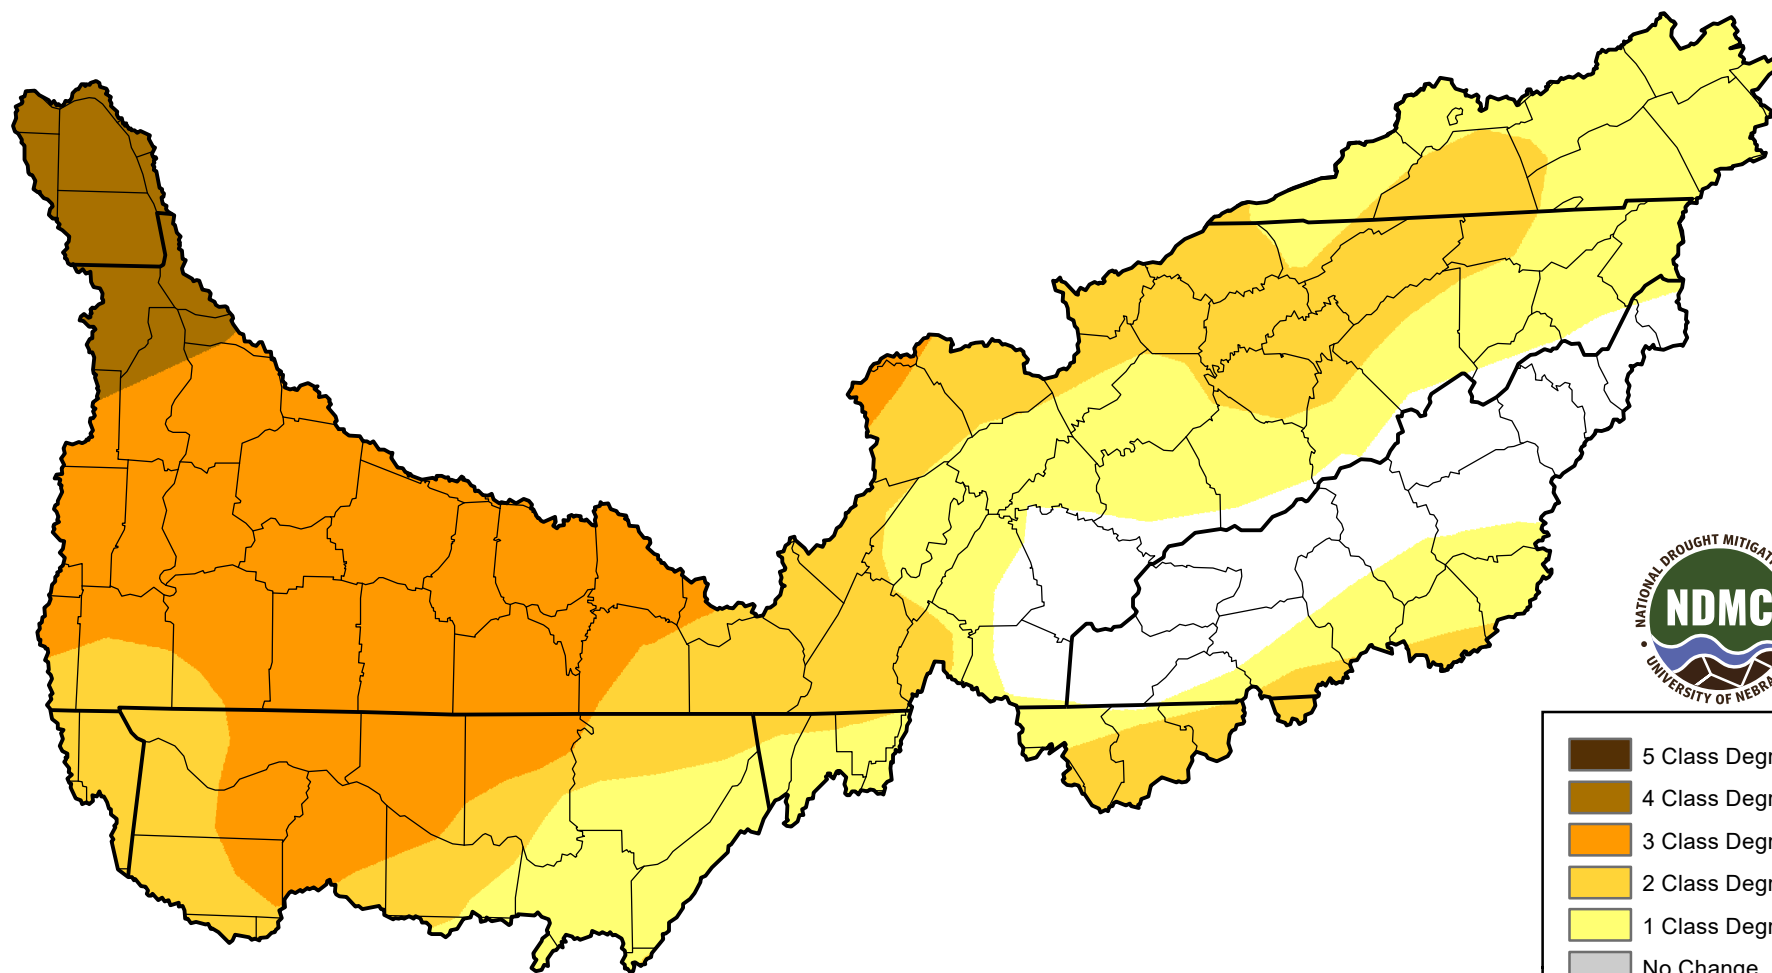 NATIONAL DROUGHT MITIGAT
NDMC
UNIVERSITY OF NEBRA
5 Class Degr
4 Class Degr
3 Class Degr
2 Class Degr
1 Class Degr
No Change